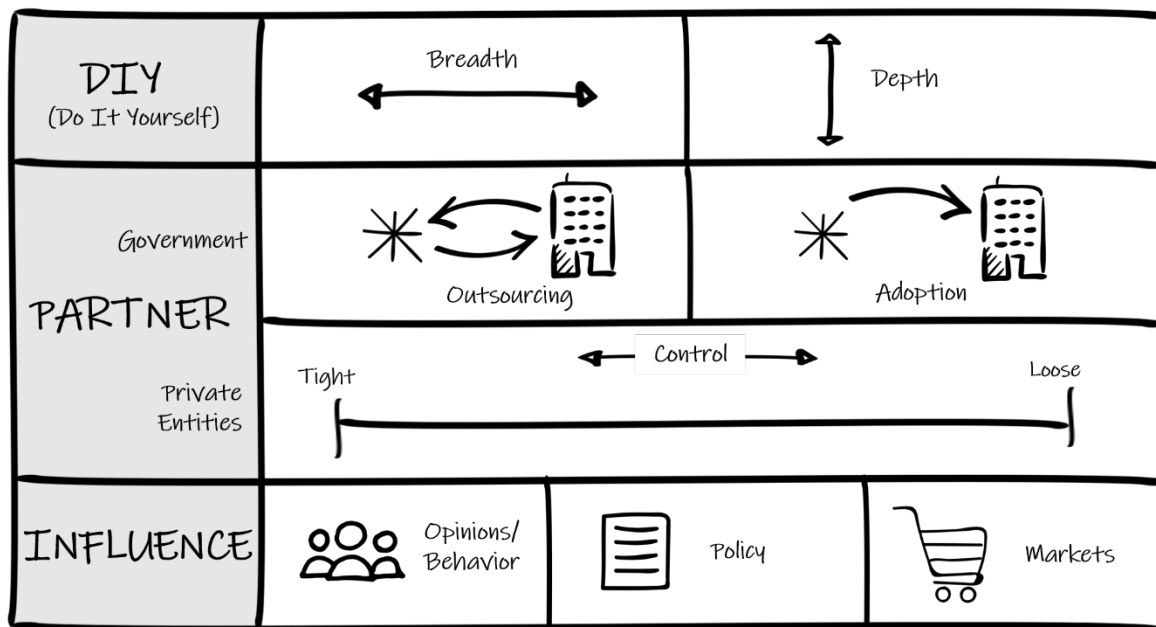 DIY
(Do It Yourself)
Breadth
Depth
Government
PARTNER
Private
Entities
Outsourcing
Adoption
Control
Tight
Loose
INFLUENCE
Opinions/
Behavior
Policy
Markets